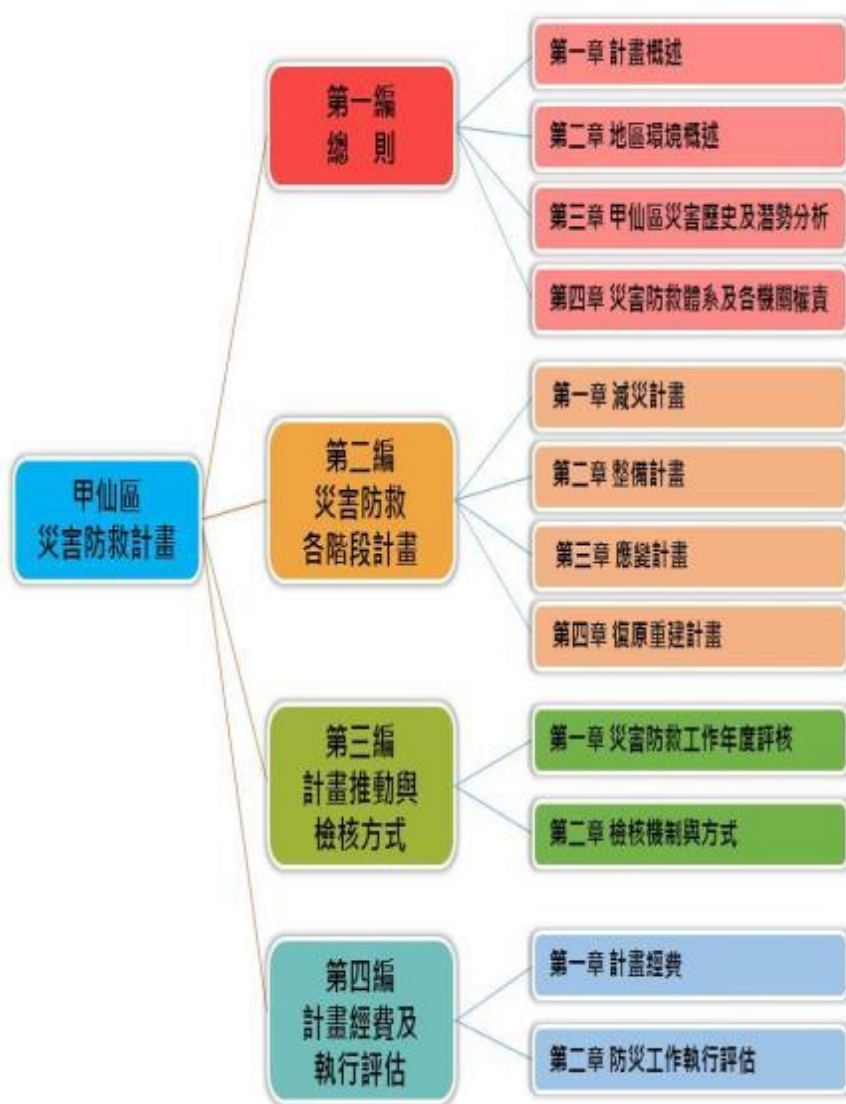 甲仙區
災害防救計畫
第一編
總　則
第一章 計畫概述
第二章 地區環境概述
第三章 甲仙區災害歷史及潛勢分析
第四章 災害防救體系及各機關權責
第二編
災害防救
各階段計畫
第一章 減災計畫
第二章 整備計畫
第三章 應變計畫
第四章 復原重建計畫
第三編
計畫推動與
檢核方式
第一章 災害防救工作年度評核
第二章 檢核機制與方式
第四編
計畫經費及
執行評估
第一章 計畫經費
第二章 防災工作執行評估